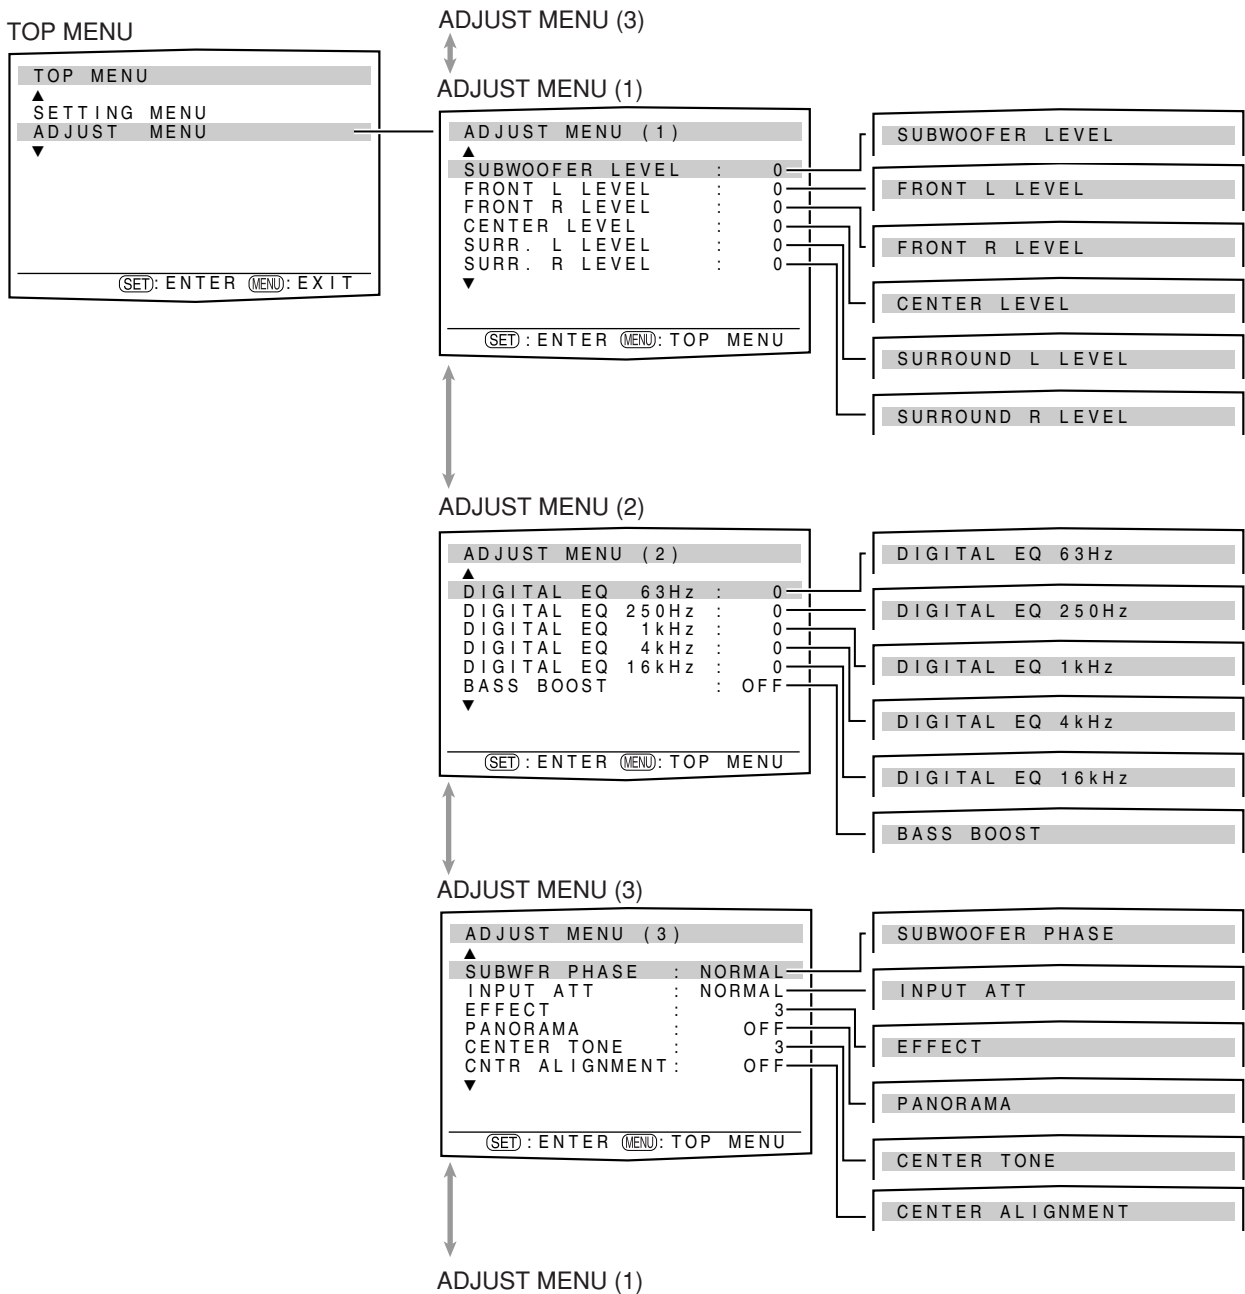 TOP MENU
TOP MENU
▲
SETTING MENU
ADJUST MENU
▼
SET: ENTER MENU: EXIT
ADJUST MENU (3)
ADJUST MENU (1)
ADJUST MENU (1)
▲
SUBWOOFER LEVEL : 0
FRONT L LEVEL : 0
FRONT R LEVEL : 0
CENTER LEVEL : 0
SURR. L LEVEL : 0
SURR. R LEVEL : 0
▼
SET : ENTER MENU: TOP MENU
SUBWOOFER LEVEL
FRONT L LEVEL
FRONT R LEVEL
CENTER LEVEL
SURROUND L LEVEL
SURROUND R LEVEL
ADJUST MENU (2)
ADJUST MENU (2)
▲
DIGITAL EQ 63Hz : 0
DIGITAL EQ 250Hz : 0
DIGITAL EQ 1kHz : 0
DIGITAL EQ 4kHz : 0
DIGITAL EQ 16kHz : 0
BASS BOOST : OFF
▼
SET : ENTER MENU: TOP MENU
DIGITAL EQ 63Hz
DIGITAL EQ 250Hz
DIGITAL EQ 1kHz
DIGITAL EQ 4kHz
DIGITAL EQ 16kHz
BASS BOOST
ADJUST MENU (3)
ADJUST MENU (3)
▲
SUBWFR PHASE : NORMAL
INPUT ATT : NORMAL
EFFECT : 3
PANORAMA : OFF
CENTER TONE : 3
CNTR ALIGNMENT: OFF
▼
SET : ENTER MENU: TOP MENU
SUBWOOFER PHASE
INPUT ATT
EFFECT
PANORAMA
CENTER TONE
CENTER ALIGNMENT
ADJUST MENU (1)